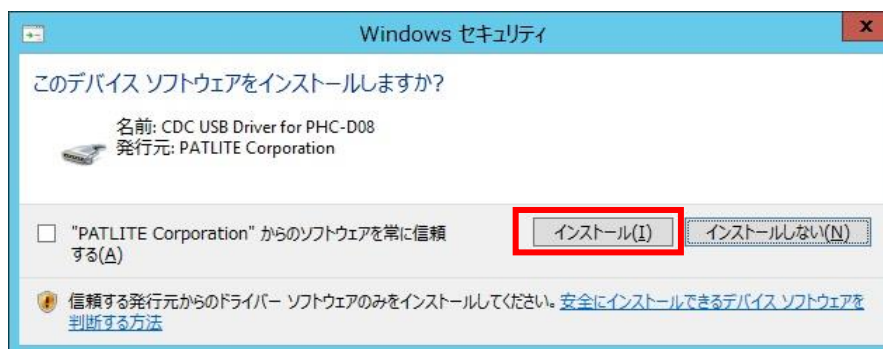 Windows セキュリティ
このデバイス ソフトウェアをインストールしますか?
名前: CDC USB Driver for PHC-D08
発行元: PATLITE Corporation
"PATLITE Corporation" からのソフトウェアを常に信頼
する(A)
インストール(I)
インストールしない(N)
信頼する発行元からのドライバー ソフトウェアのみをインストールしてください。安全にインストールできるデバイス ソフトウェアを
判断する方法